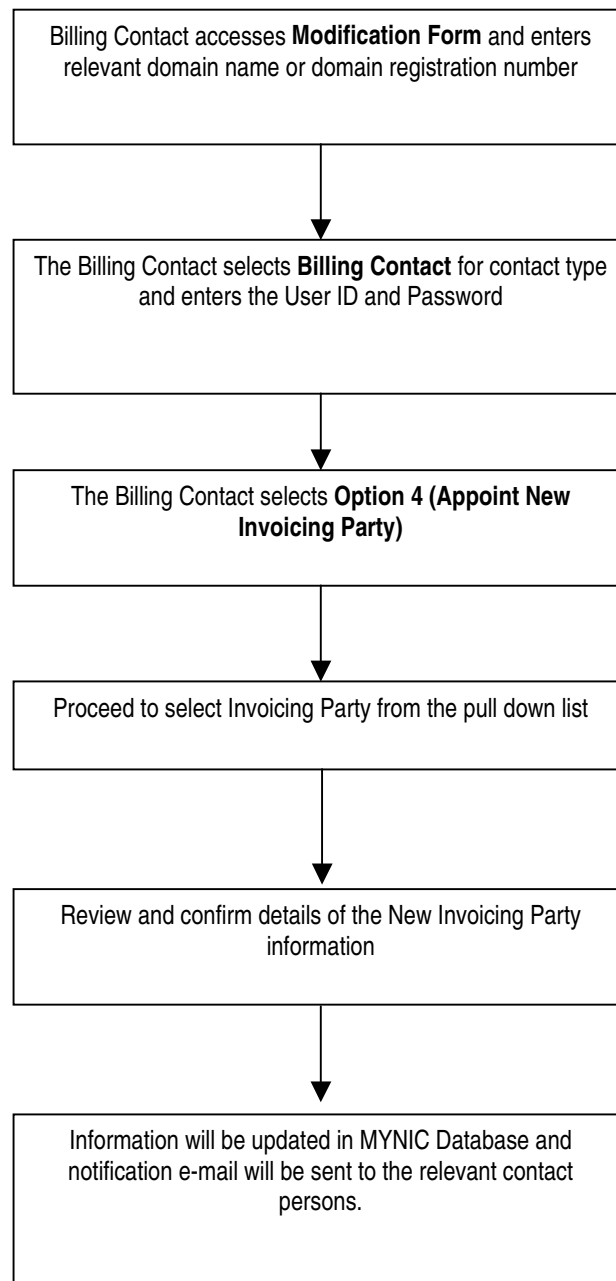 Billing Contact accesses Modification Form and enters
relevant domain name or domain registration number
The Billing Contact selects Billing Contact for contact type
and enters the User ID and Password
The Billing Contact selects Option 4 (Appoint New
Invoicing Party)
Proceed to select Invoicing Party from the pull down list
Review and confirm details of the New Invoicing Party
information
Information will be updated in MYNIC Database and
notification e-mail will be sent to the relevant contact
persons.